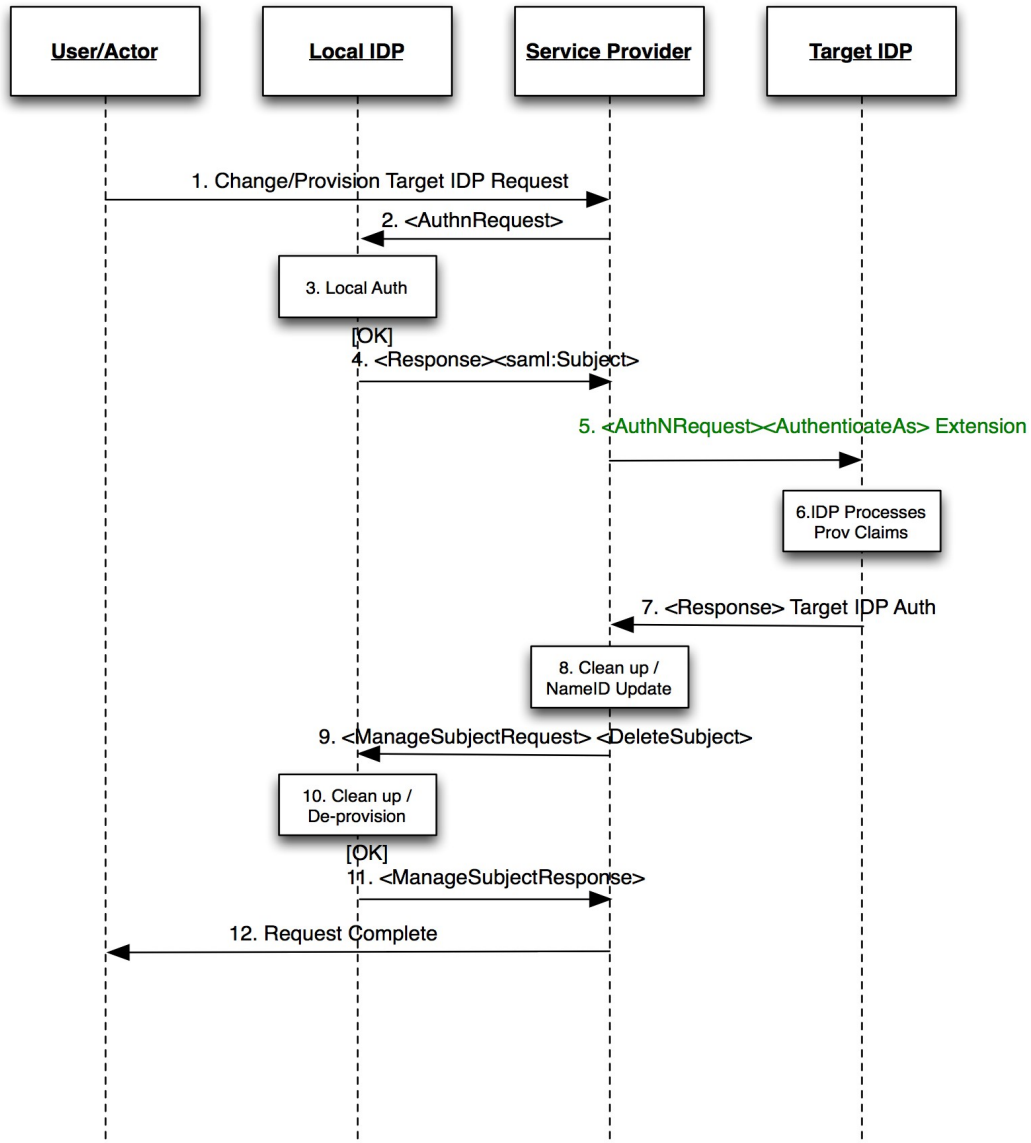 User/Actor
Local IDP
Service Provider
Target IDP
1. Change/Provision Target IDP Request
2. <AuthnRequest>
3. Local Auth
[OK]
4. <Response><saml:Subject>
5. <AuthNRequest><AuthenticateAs> Extension
6.IDP Processes
Prov Claims
7. <Response> Target IDP Auth
8. Clean up /
NameID Update
9. <ManageSubjectRequest> <DeleteSubject>
10. Clean up /
De-provision
[OK]
11. <ManageSubjectResponse>
12. Request Complete